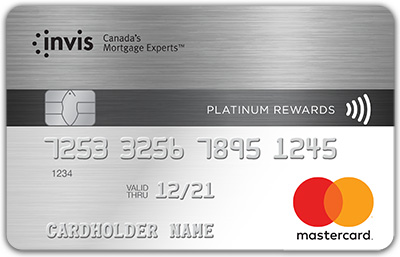 invis Canada's
Mortgage Experts™
PLATINUM REWARDS
7253 3256 7895 1245
1234
VALID
THRU 12/21
CARDHOLDER NAME
mastercard.